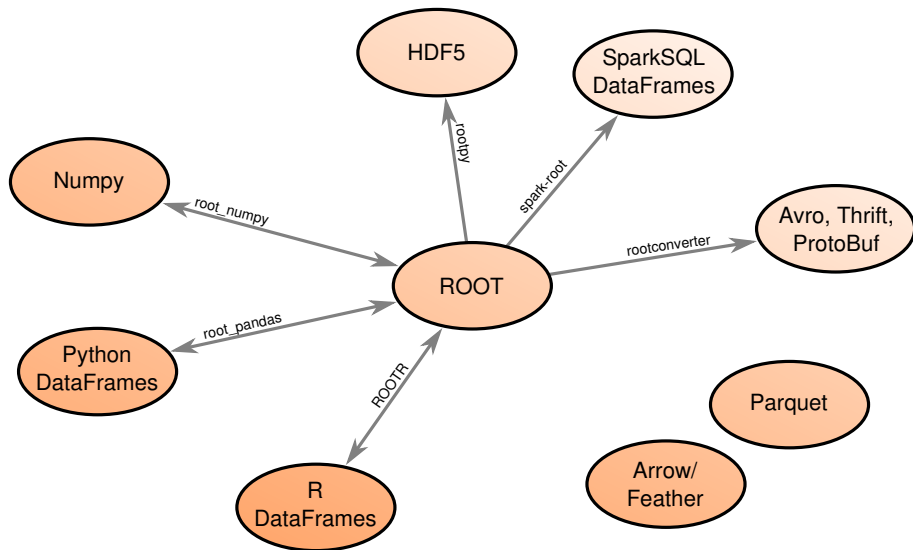 HDF5
SparkSQL
DataFrames
rootpy
spark-root
Numpy
root_numpy
Avro, Thrift,
ProtoBuf
rootconverter
ROOT
root_pandas
Python
DataFrames
ROOTR
Parquet
Arrow/
Feather
R
DataFrames